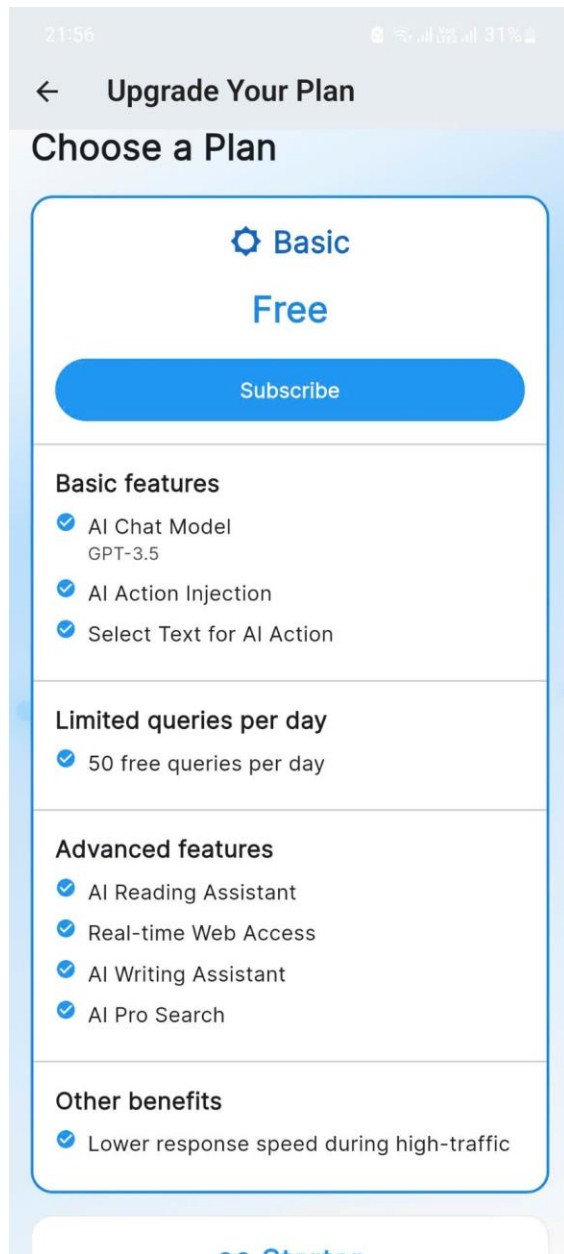 21:56
31%
Upgrade Your Plan
Choose a Plan
Basic
Free
Subscribe
Basic features
AI Chat Model
GPT-3.5
AI Action Injection
Select Text for AI Action
Limited queries per day
50 free queries per day
Advanced features
AI Reading Assistant
Real-time Web Access
AI Writing Assistant
AI Pro Search
Other benefits
Lower response speed during high-traffic